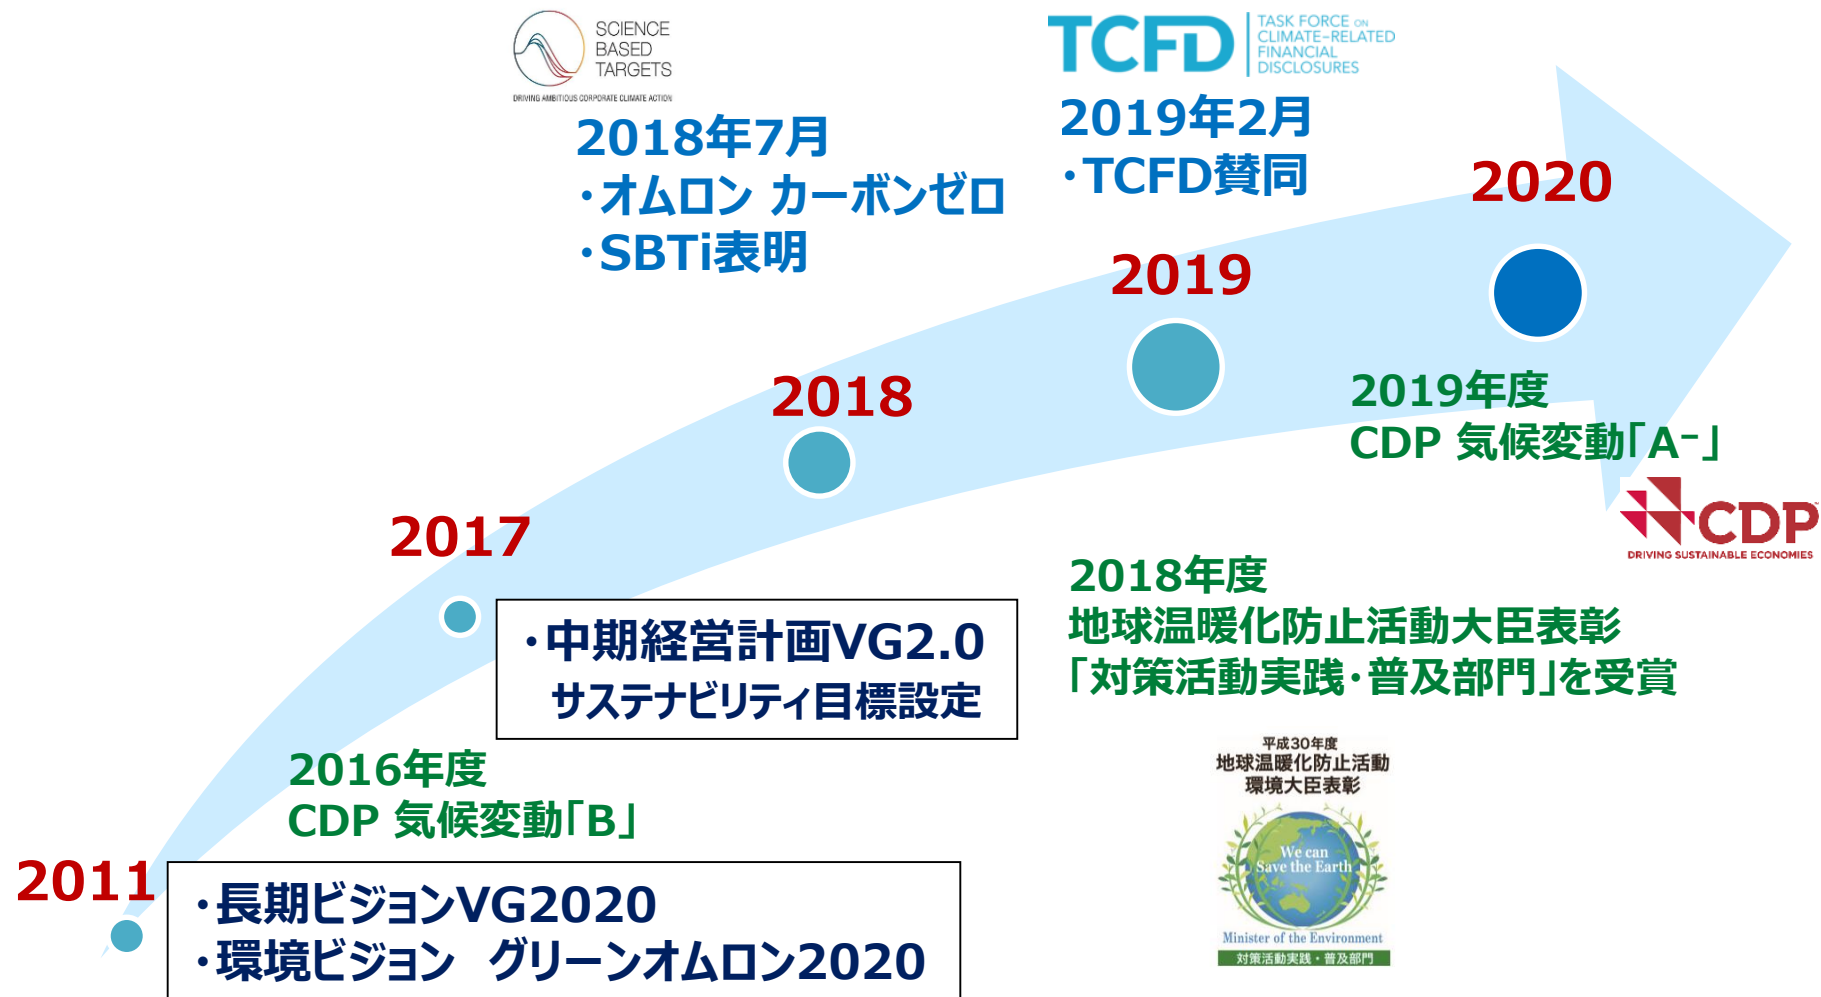 SCIENCE
BASED
TARGETS
DRIVING AMBITIOUS CORPORATE CLIMATE ACTION
2018年7月
・オムロン カーボンゼロ
・SBTi表明
TCFD
TASK FORCE ON
CLIMATE-RELATED
FINANCIAL
DISCLOSURES
2019年2月
・TCFD賛同
2020
2019
2018
2017
2011
2019年度
CDP 気候変動「A-」
CDP
DRIVING SUSTAINABLE ECONOMIES
・中期経営計画VG2.0
サステナビリティ目標設定
2018年度
地球温暖化防止活動大臣表彰
「対策活動実践・普及部門」を受賞
平成30年度
地球温暖化防止活動
環境大臣表彰
We can
Save the Earth
Minister of the Environment
対策活動実践・普及部門
2016年度
CDP 気候変動「B」
・長期ビジョンVG2020
・環境ビジョン グリーンオムロン2020